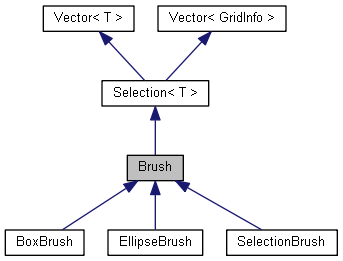 Vector< T > Vector< GridInfo >
Selection< T >
Brush
BoxBrush EllipseBrush SelectionBrush